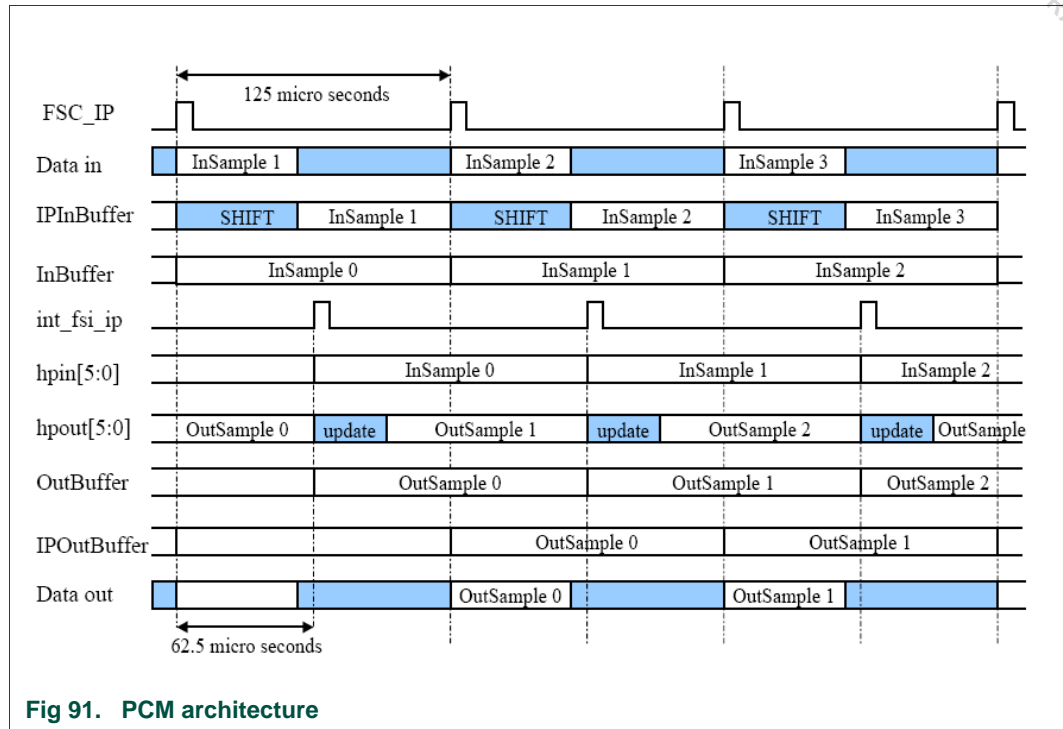 125 micro seconds
FSC_IP
Data in InSample 1 InSample 2 InSample 3
IPInBuffer SHIFT InSample 1 SHIFT InSample 2 SHIFT InSample 3
InBuffer InSample 0 InSample 1 InSample 2
int_fsi_ip
hpin[5:0] InSample 0 InSample 1 InSample 2
hpout[5:0] OutSample 0 update OutSample 1 update OutSample 2 update OutSample
OutBuffer OutSample 0 OutSample 1 OutSample 2
IPOutBuffer OutSample 0 OutSample 1
Data out OutSample 0 OutSample 1
62.5 micro seconds
Fig 91. PCM architecture